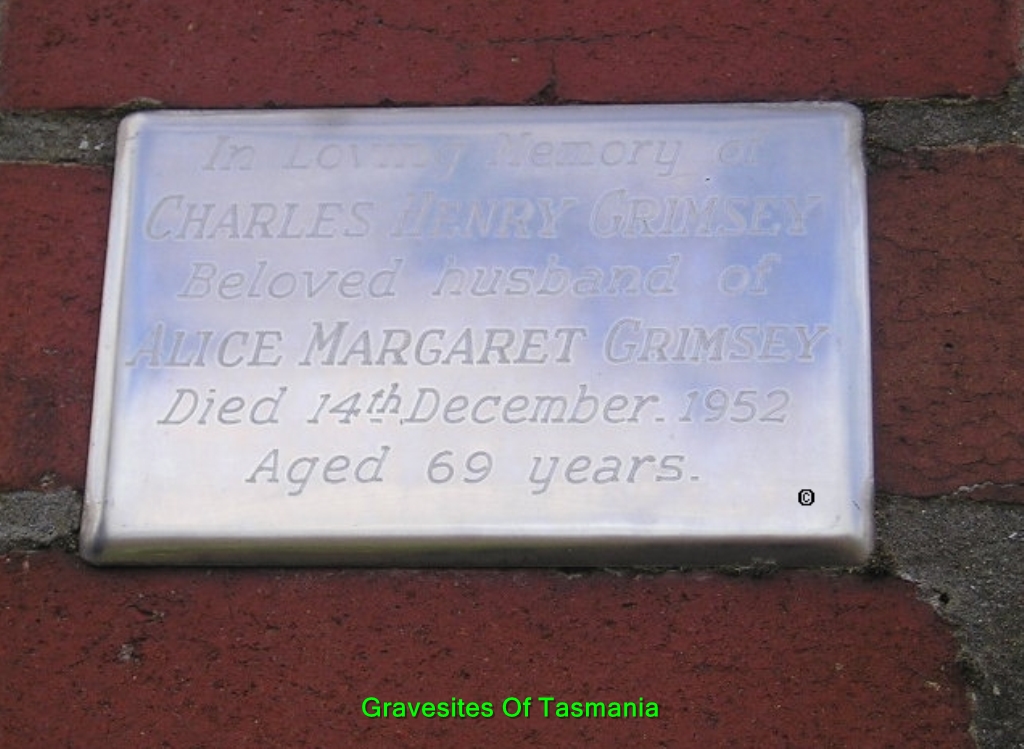 In Loving Memory of
CHARLES HENRY GRIMSEY
Beloved husband of
ALICE MARGARET GRIMSEY
Died 14th. December. 1952
Aged 69 years.
©
Gravesites Of Tasmania